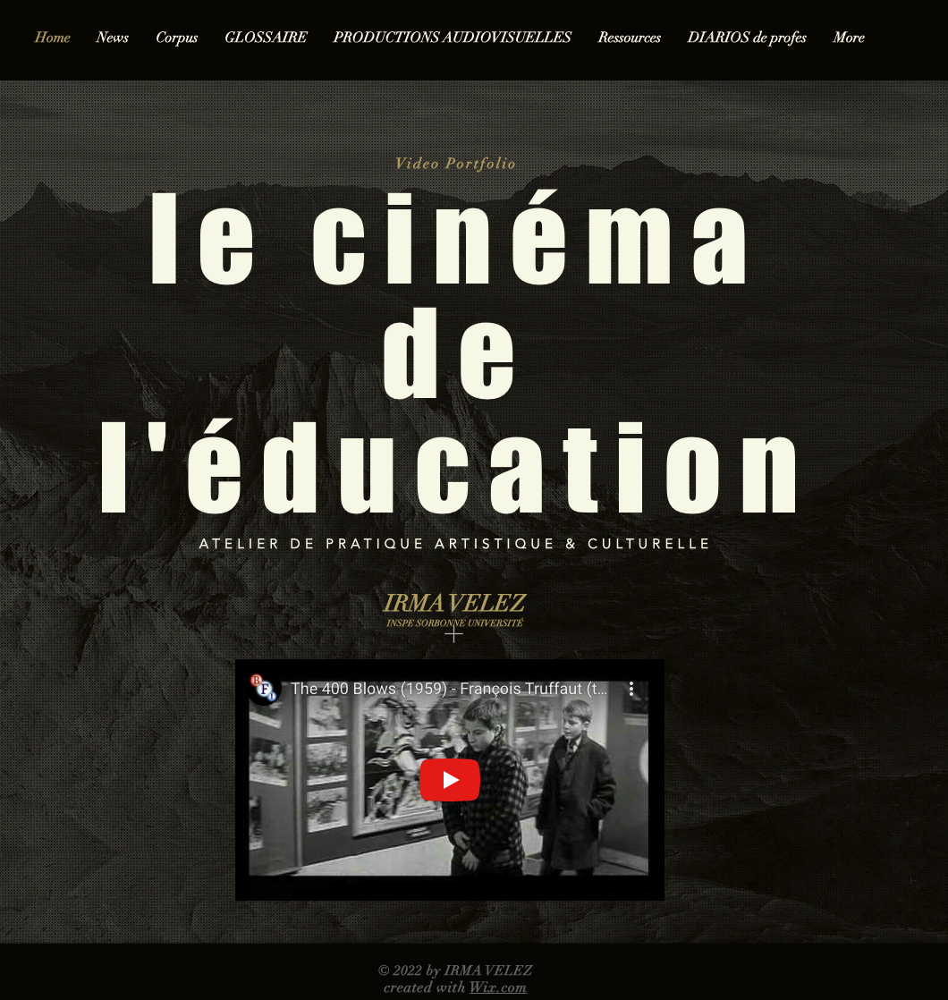 Home News Corpus GLOSSAIRE PRODUCTIONS AUDIOVISUELLES Ressources DIARIOS de profes More
Video Portfolio
le cinéma
de
l'éducation
ATELIER DE PRATIQUE ARTISTIQUE & CULTURELLE
IRMA VELEZ
INSPE SORBONNE UNIVERSITÉ
BFI
The 400 Blows (1959) - François Truffaut (t...
© 2022 by IRMA VELEZ
created with Wix.com